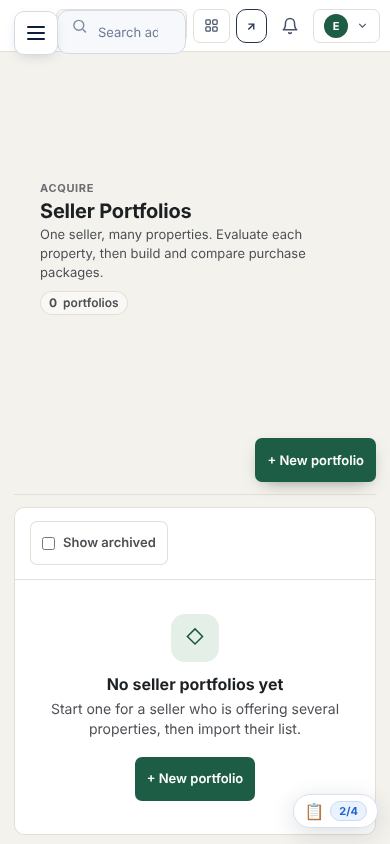 Search ad
E
ACQUIRE
Seller Portfolios
One seller, many properties. Evaluate each
property, then build and compare purchase
packages.
0 portfolios
+ New portfolio
Show archived
No seller portfolios yet
Start one for a seller who is offering several
properties, then import their list.
+ New portfolio
2/4